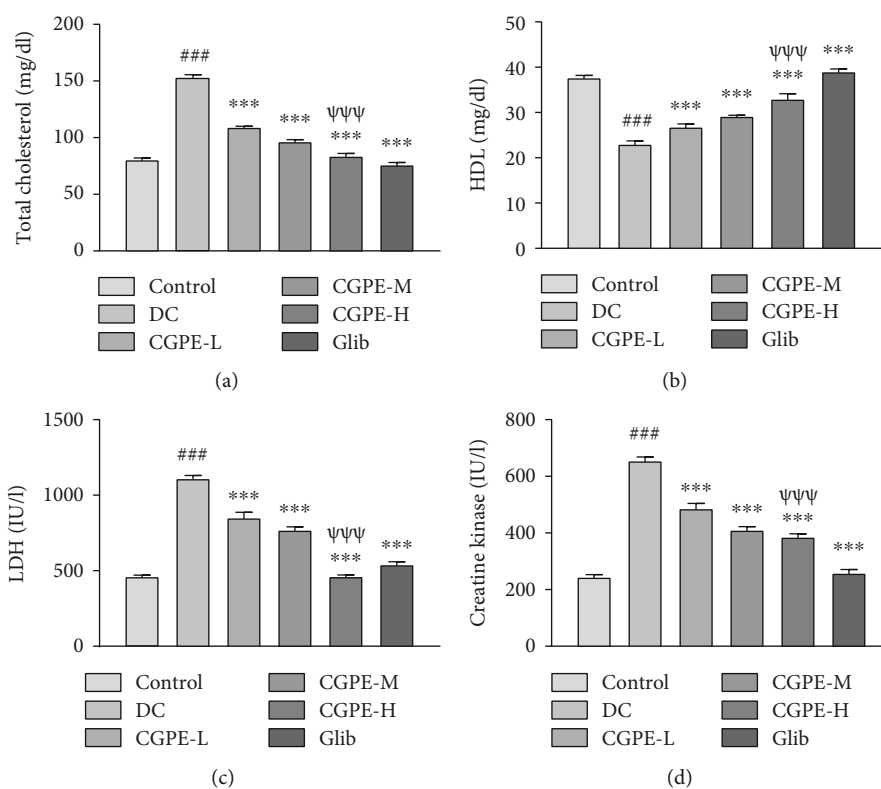 Total cholesterol (mg/dl)
200
150
100
50
0
###
***
***
ψψψ
***
***
Control
DC
CGPE-L
CGPE-M
CGPE-H
Glib
(a)
HDL (mg/dl)
50
40
30
20
10
0
###
***
***
ψψψ
***
***
Control
DC
CGPE-L
CGPE-M
CGPE-H
Glib
(b)
LDH (IU/l)
1500
1000
500
0
###
***
***
ψψψ
***
***
Control
DC
CGPE-L
CGPE-M
CGPE-H
Glib
(c)
Creatine kinase (IU/l)
800
600
400
200
0
###
***
***
ψψψ
***
***
Control
DC
CGPE-L
CGPE-M
CGPE-H
Glib
(d)